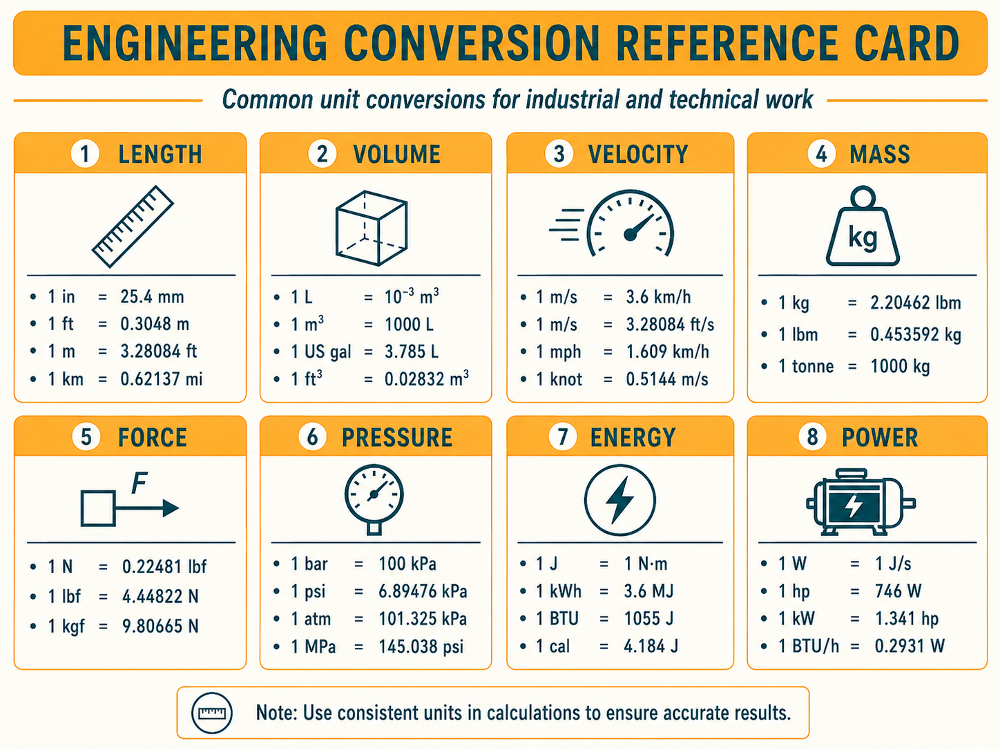 ENGINEERING CONVERSION REFERENCE CARD
Common unit conversions for industrial and technical work
1 LENGTH
• 1 in = 25.4 mm
• 1 ft = 0.3048 m
• 1 m = 3.28084 ft
• 1 km = 0.62137 mi
2 VOLUME
• 1 L = 10⁻³ m³
• 1 m³ = 1000 L
• 1 US gal = 3.785 L
• 1 ft³ = 0.02832 m³
3 VELOCITY
• 1 m/s = 3.6 km/h
• 1 m/s = 3.28084 ft/s
• 1 mph = 1.609 km/h
• 1 knot = 0.5144 m/s
4 MASS
kg
• 1 kg = 2.20462 lbm
• 1 lbm = 0.453592 kg
• 1 tonne = 1000 kg
5 FORCE
F
• 1 N = 0.22481 lbf
• 1 lbf = 4.44822 N
• 1 kgf = 9.80665 N
6 PRESSURE
• 1 bar = 100 kPa
• 1 psi = 6.89476 kPa
• 1 atm = 101.325 kPa
• 1 MPa = 145.038 psi
7 ENERGY
• 1 J = 1 N·m
• 1 kWh = 3.6 MJ
• 1 BTU = 1055 J
• 1 cal = 4.184 J
8 POWER
• 1 W = 1 J/s
• 1 hp = 746 W
• 1 kW = 1.341 hp
• 1 BTU/h = 0.2931 W
Note: Use consistent units in calculations to ensure accurate results.